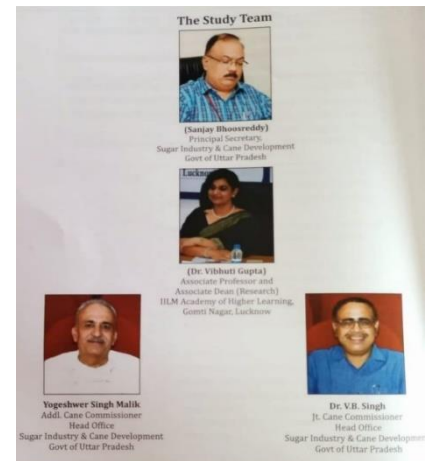 The Study Team
(Sanjay Bhoosreddy)
Principal Secretary,
Sugar Industry & Cane Development
Govt of Uttar Pradesh
Lucknow
(Dr. Vibhuti Gupta)
Associate Professor and
Associate Dean (Research)
IILM Academy of Higher Learning,
Gomti Nagar, Lucknow
Yogeshwer Singh Malik
Addl. Cane Commissioner
Head Office
Sugar Industry & Cane Development
Govt of Uttar Pradesh
Dr. V.B. Singh
Jt. Cane Commissioner
Head Office
Sugar Industry & Cane Development
Govt of Uttar Pradesh